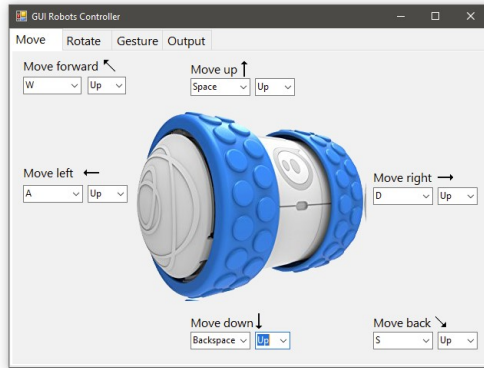 GUI Robots Controller
Move Rotate Gesture Output
Move forward
W Up
Move up
Space Up
Move left
A Up
Move right
D Up
Move down
Backspace Up
Move back
S Up